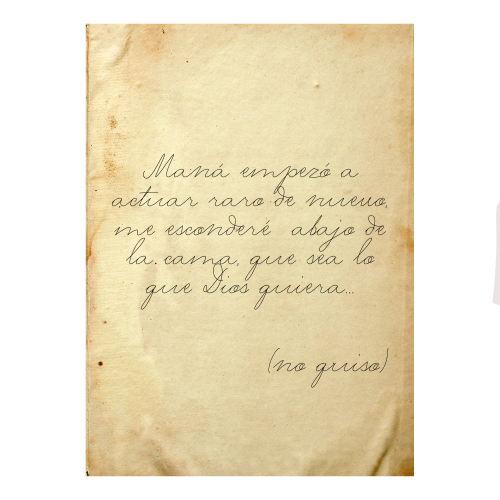 Mamá empezó a
actuar raro de nuevo,
me esconderé abajo de
la cama, que sea lo
que Dios quiera...
(no quiso)